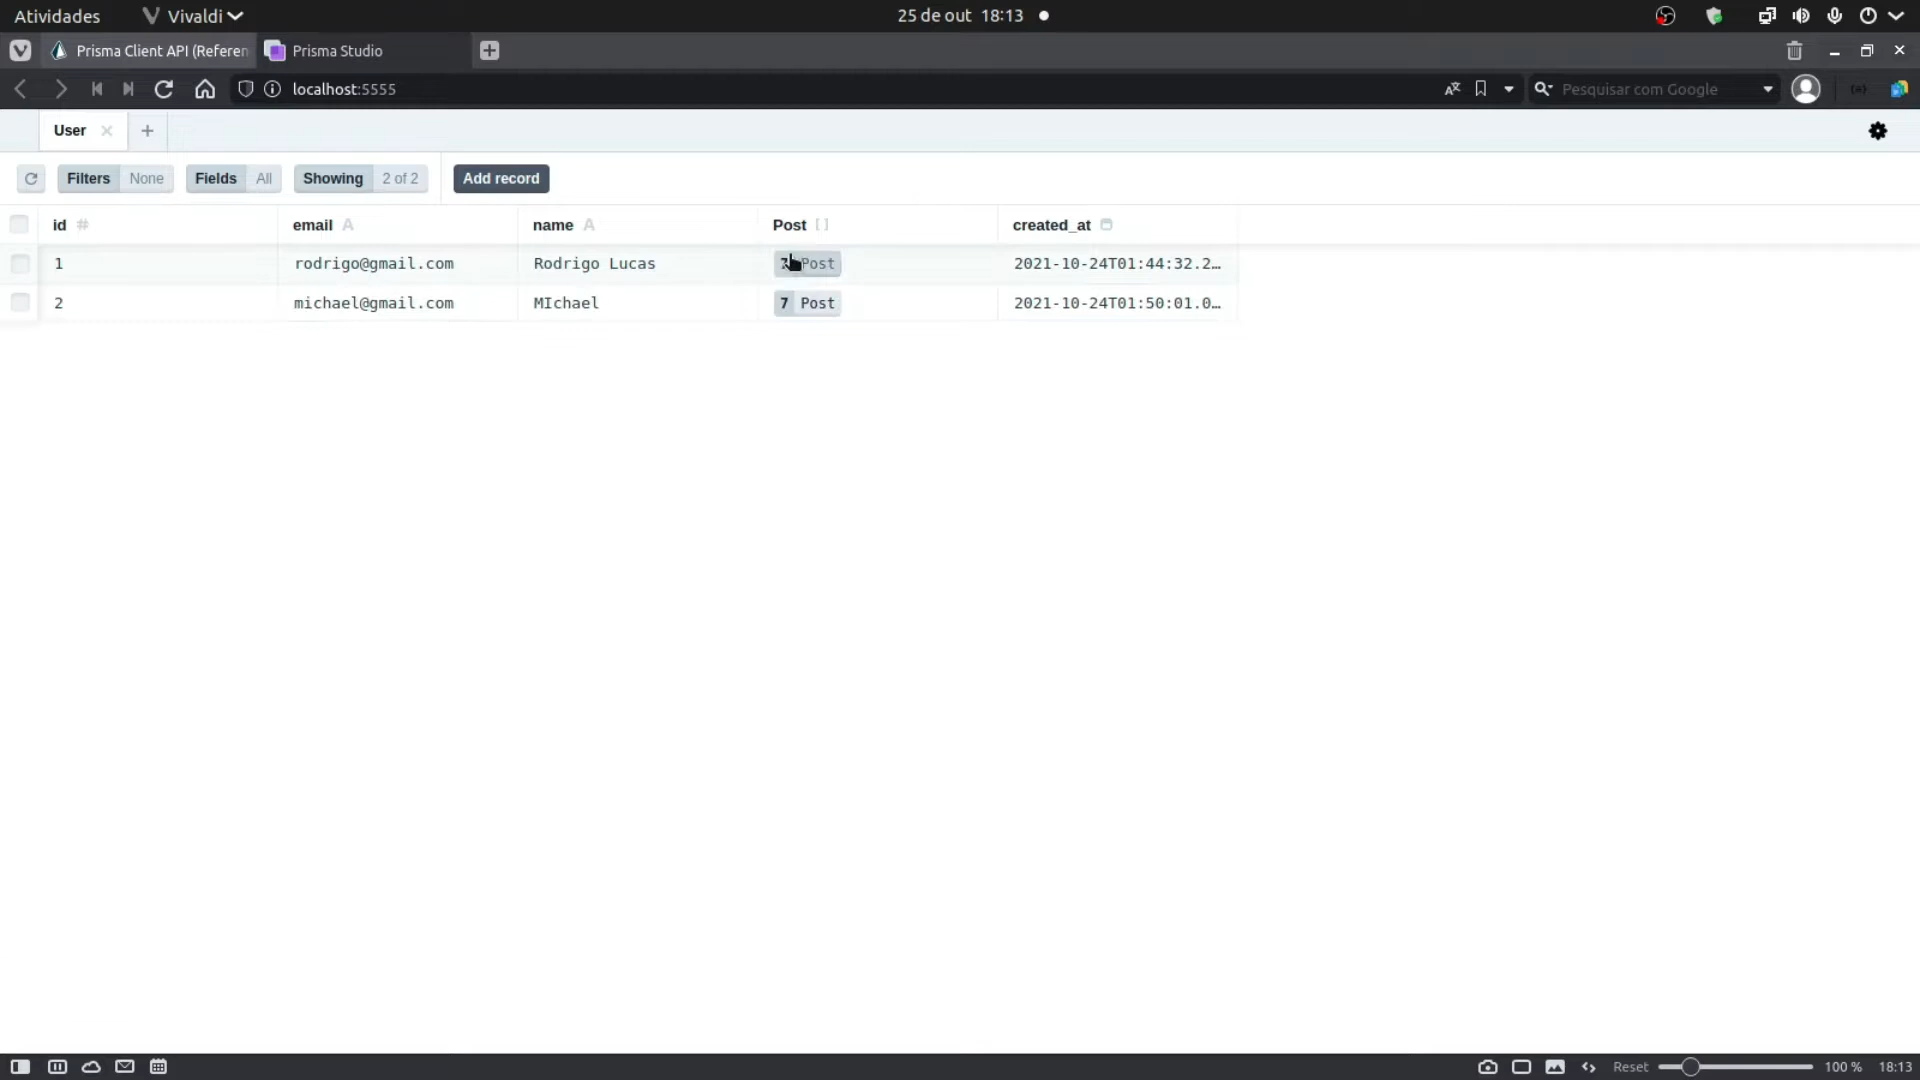 Atividades Vivaldi 25 de out 18:13
Prisma Client API (Referen Prisma Studio
localhost:5555 Pesquisar com Google
User
Filters None Fields All Showing 2 of 2 Add record
id # email A name A Post [] created_at
1 rodrigo@gmail.com Rodrigo Lucas Post 2021-10-24T01:44:32.2…
2 michael@gmail.com MIchael 7 Post 2021-10-24T01:50:01.0…
Reset 100 % 18:13